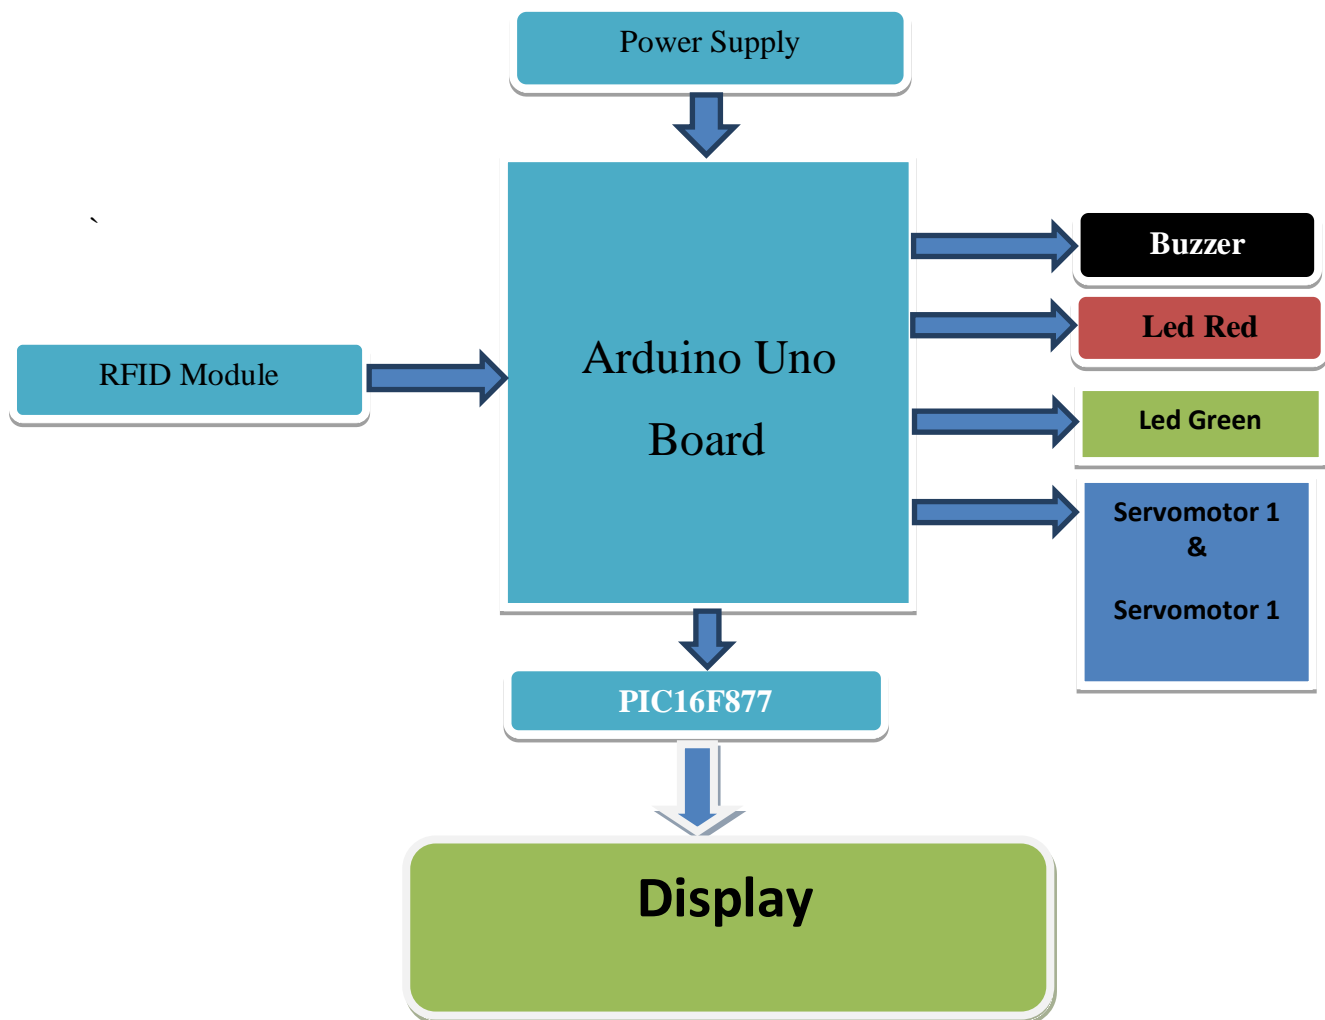 Power Supply
`
Buzzer
Led Red
RFID Module
Arduino Uno
Board
Led Green
Servomotor 1
&
Servomotor 1
PIC16F877
Display